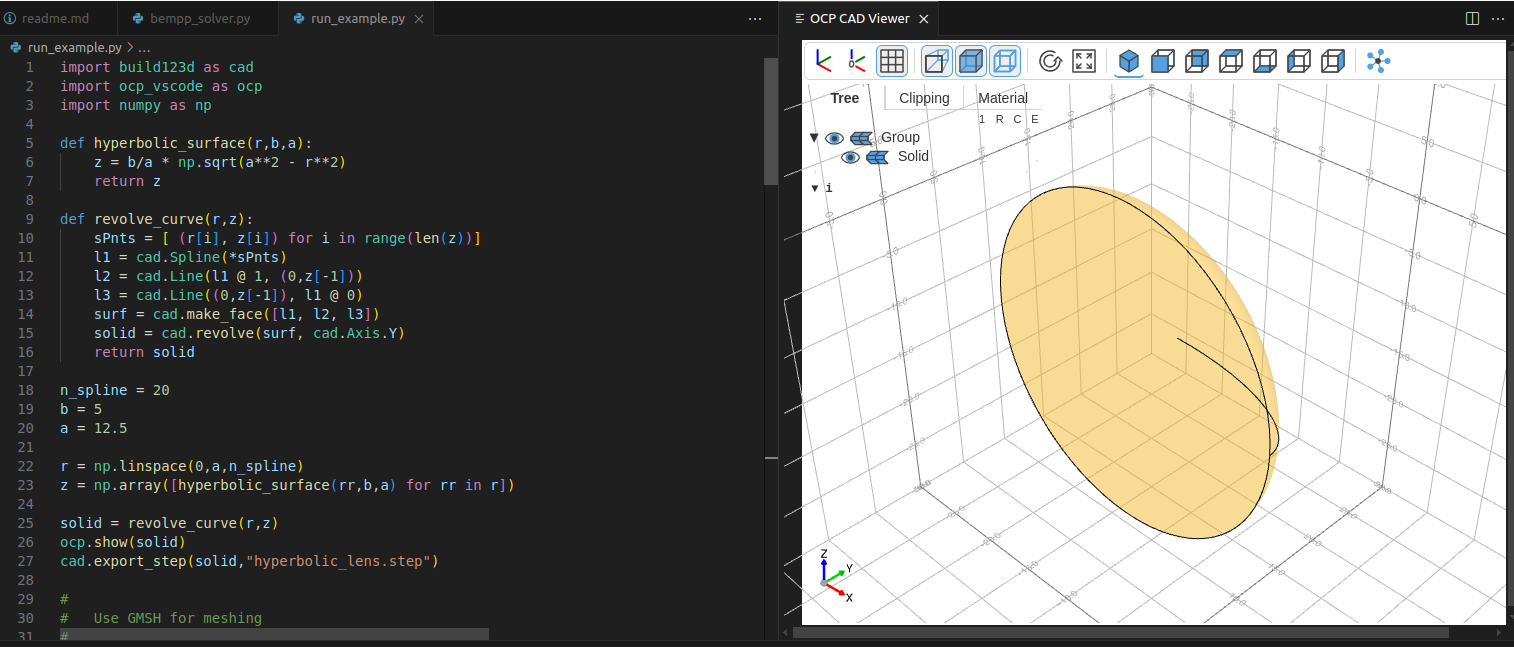 readme.md
bempp_solver.py
run_example.py
run_example.py > ...
1 import build123d as cad
2 import ocp_vscode as ocp
3 import numpy as np
4
5 def hyperbolic_surface(r,b,a):
6     z = b/a * np.sqrt(a**2 - r**2)
7     return z
8
9 def revolve_curve(r,z):
10     sPnts = [ (r[i], z[i]) for i in range(len(z))]
11     l1 = cad.Spline(*sPnts)
12     l2 = cad.Line(l1 @ 1, (0,z[-1]))
13     l3 = cad.Line((0,z[-1]), l1 @ 0)
14     surf = cad.make_face([l1, l2, l3])
15     solid = cad.revolve(surf, cad.Axis.Y)
16     return solid
17
18 n_spline = 20
19 b = 5
20 a = 12.5
21
22 r = np.linspace(0,a,n_spline)
23 z = np.array([hyperbolic_surface(rr,b,a) for rr in r])
24
25 solid = revolve_curve(r,z)
26 ocp.show(solid)
27 cad.export_step(solid,"hyperbolic_lens.step")
28
29 #
30 #   Use GMSH for meshing
31 #
OCP CAD Viewer
0
Tree
Clipping
Material
1 R C E
Group
Solid
i
Z
Y
X